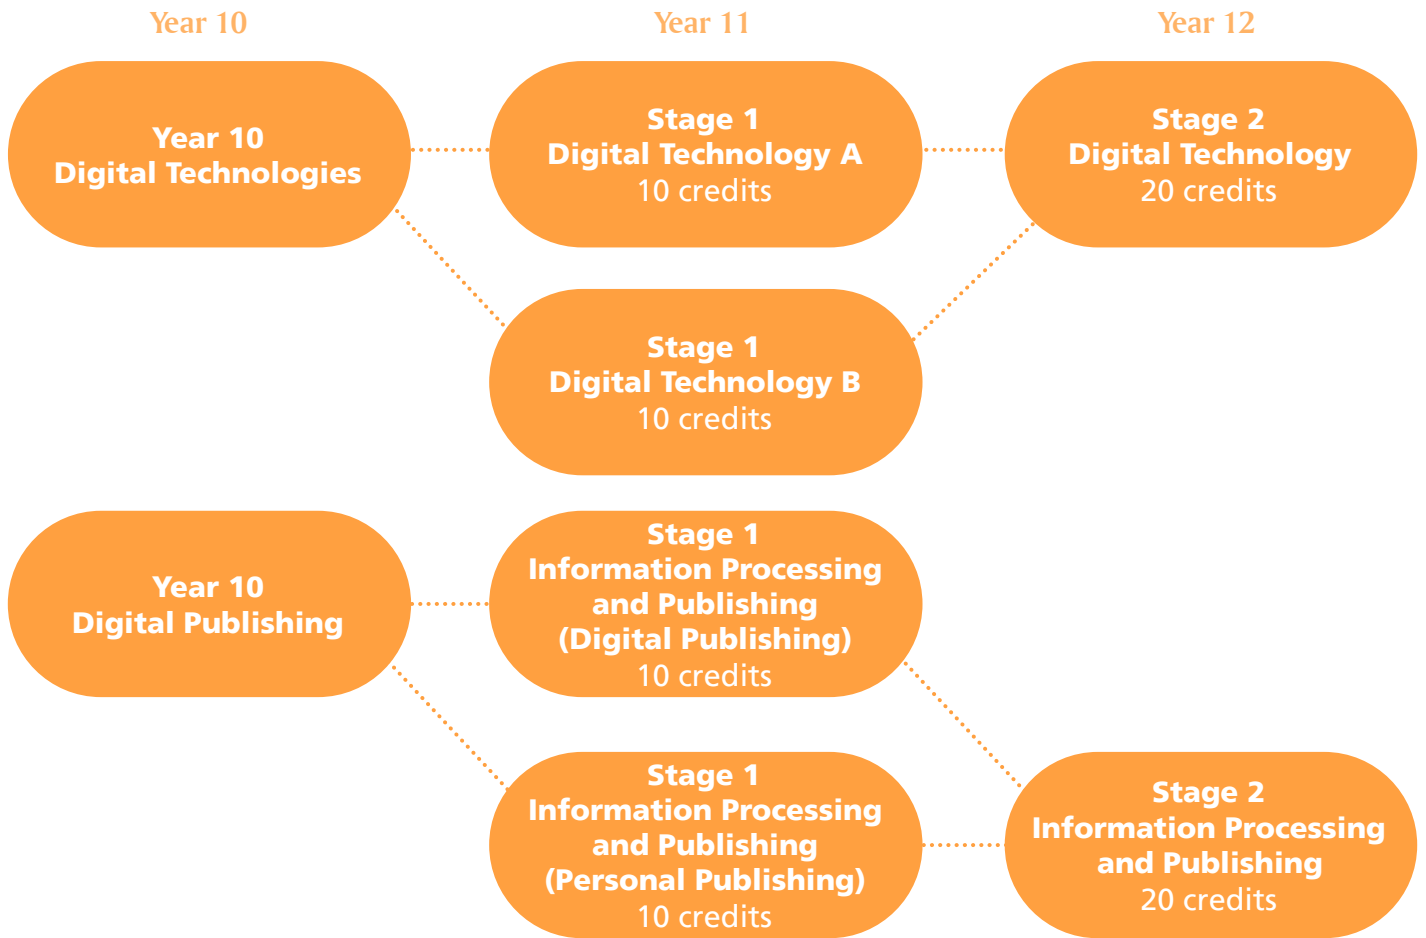 Year 10
Year 11
Year 12
Year 10
Digital Technologies
Stage 1
Digital Technology A
10 credits
Stage 2
Digital Technology
20 credits
Stage 1
Digital Technology B
10 credits
Year 10
Digital Publishing
Stage 1
Information Processing
and Publishing
(Digital Publishing)
10 credits
Stage 1
Information Processing
and Publishing
(Personal Publishing)
10 credits
Stage 2
Information Processing
and Publishing
20 credits